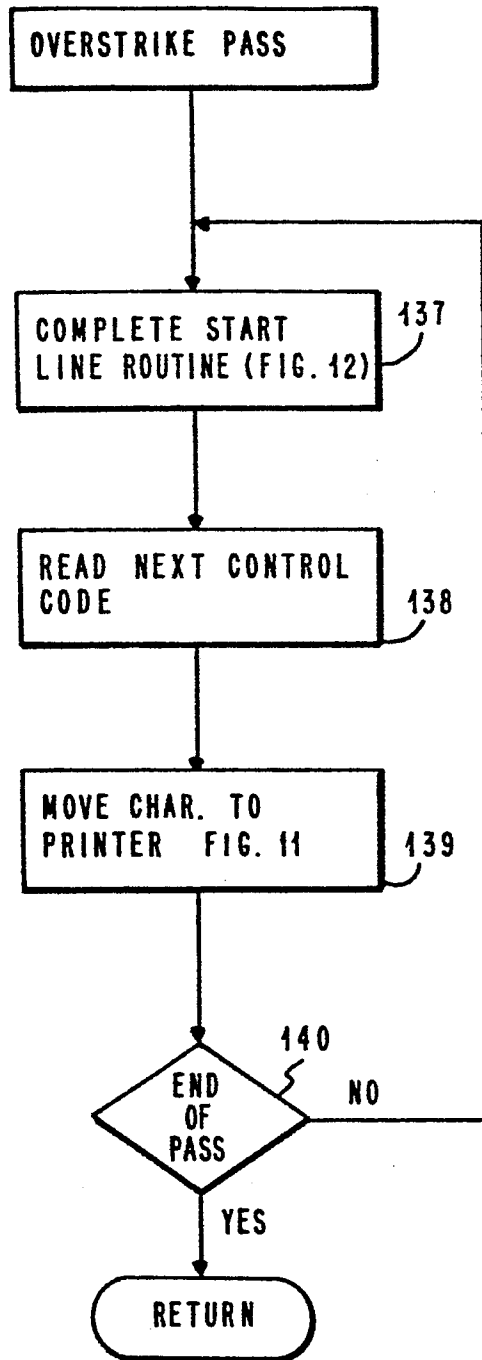 OVERSTRIKE PASS
COMPLETE START
LINE ROUTINE (FIG. 12)
137
READ NEXT CONTROL
CODE
138
MOVE CHAR. TO
PRINTER FIG. 11
139
140
END
OF
PASS
NO
YES
RETURN